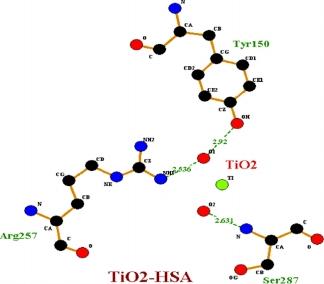 N
CA
CB
O
C
Tyr150
CG
CD2
CD1
CE2
CE1
CZ
OH
2.92
NH2
O1
TiO2
CD
CZ
2.536
CG
NE
NH1
TI
CB
O2
N
2.631
CA
N
C
Arg257
CA
O
C
O
CB
OG
Ser287
TiO2-HSA